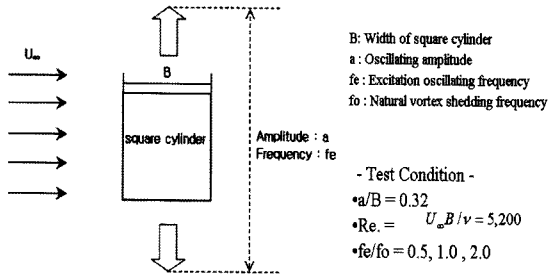 U∞
B
square cylinder
Amplitude : a
Frequency : fe
B: Width of square cylinder
a : Oscillating amplitude
fe : Excitation oscillating frequency
fo : Natural vortex shedding frequency
- Test Condition -
•a/B = 0.32
•Re. = U∞B/ν = 5,200
•fe/fo = 0.5, 1.0 , 2.0